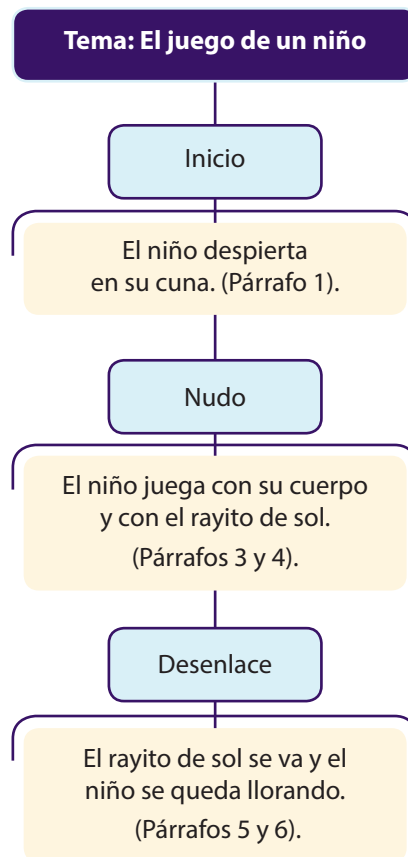 Tema: El juego de un niño
Inicio
El niño despierta
en su cuna. (Párrafo 1).
Nudo
El niño juega con su cuerpo
y con el rayito de sol.
(Párrafos 3 y 4).
Desenlace
El rayito de sol se va y el
niño se queda llorando.
(Párrafos 5 y 6).